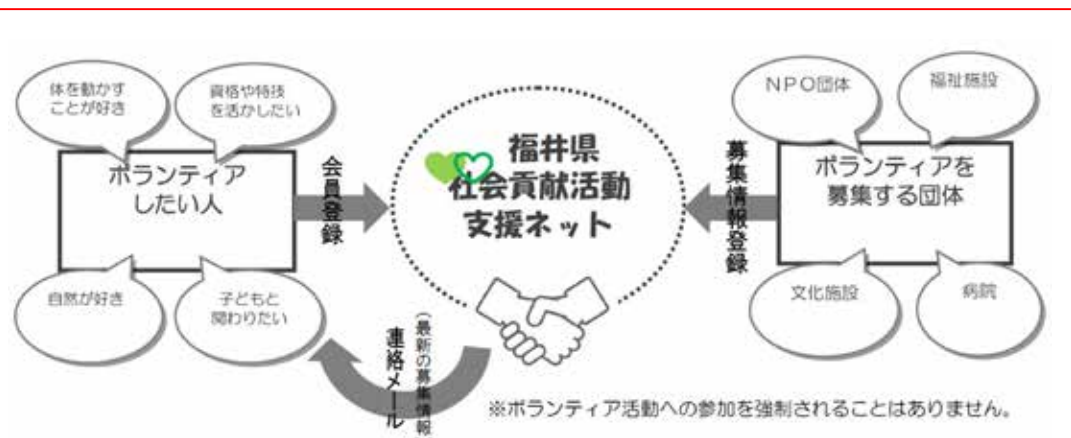 体を動かす
ことが好き
資格や特技
を活かしたい
ボランティア
したい人
自然が好き
子どもと
関わりたい
会員登録
福井県
社会貢献活動
支援ネット
募集情報登録
NPO団体
福祉施設
ボランティアを
募集する団体
文化施設
病院
連絡メール
(最新の募集情報
※ボランティア活動への参加を強制されることはありません。